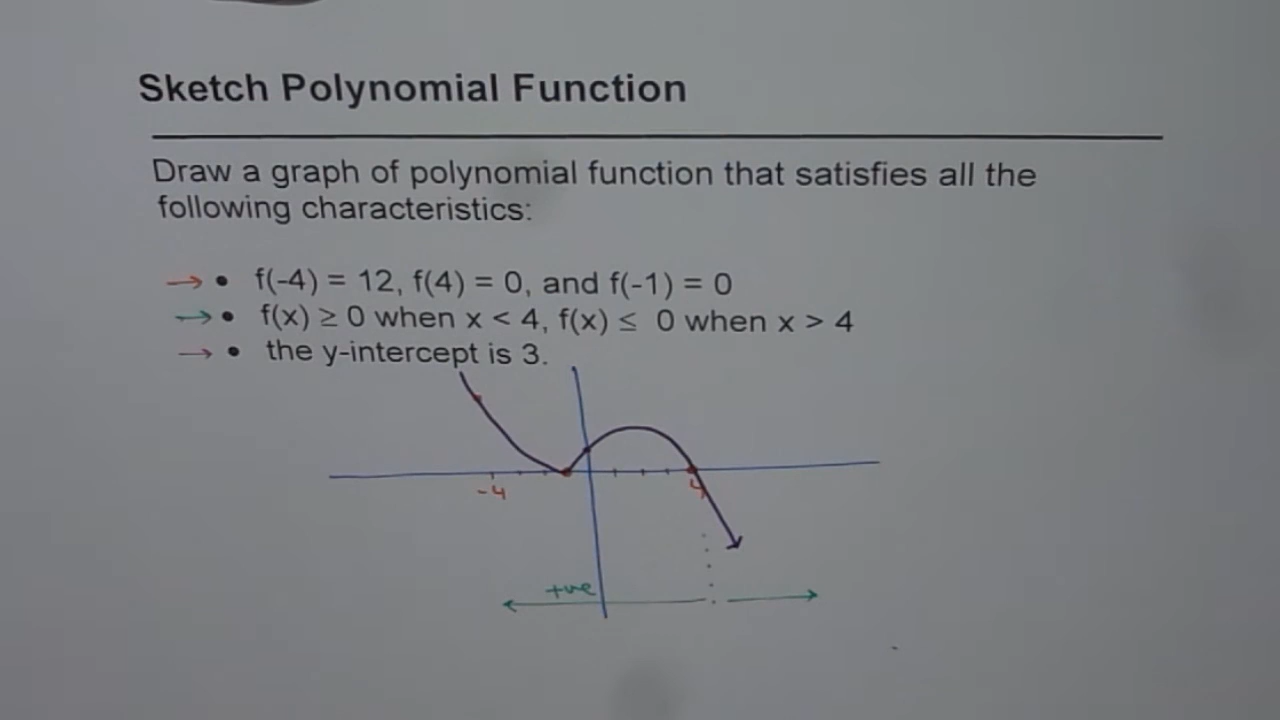 Sketch Polynomial Function
Draw a graph of polynomial function that satisfies all the
following characteristics:
→ • f(-4) = 12, f(4) = 0, and f(-1) = 0
→ • f(x) ≥ 0 when x < 4, f(x) ≤ 0 when x > 4
→ • the y-intercept is 3.
-4 4
+ve